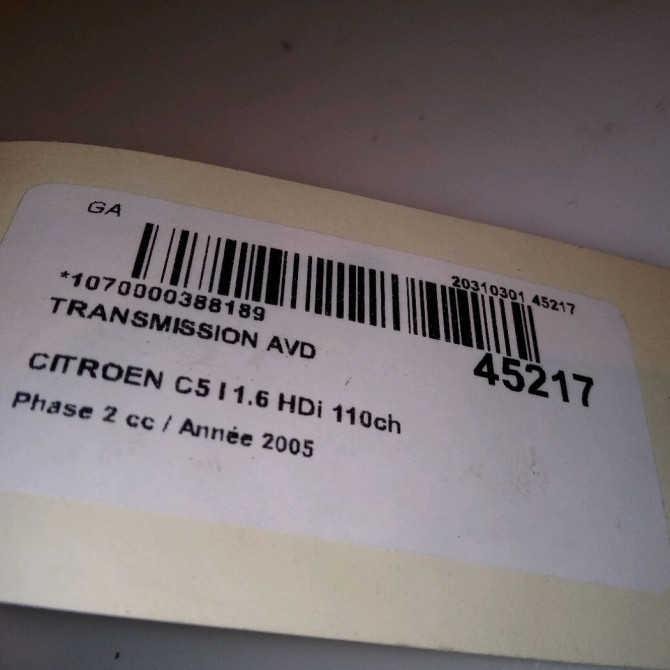 GA
20310301 45217
*1070000388189
TRANSMISSION AVD
45217
CITROEN C5 I 1.6 HDi 110ch
Phase 2 cc / Année 2005